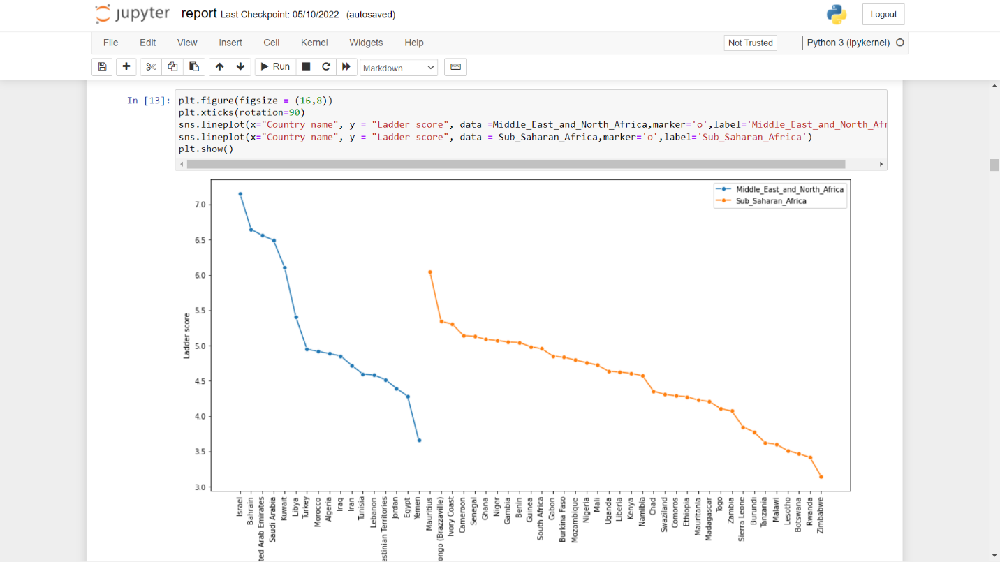 jupyter report Last Checkpoint: 05/10/2022 (autosaved) Logout
File Edit View Insert Cell Kernel Widgets Help Not Trusted Python 3 (ipykernel)
Run Markdown
In [13]: plt.figure(figsize = (16,8))
plt.xticks(rotation=90)
sns.lineplot(x="Country name", y = "Ladder score", data =Middle_East_and_North_Africa,marker='o',label='Middle_East_and_North_Afr
sns.lineplot(x="Country name", y = "Ladder score", data = Sub_Saharan_Africa,marker='o',label='Sub_Saharan_Africa')
plt.show()
Middle_East_and_North_Africa
Sub_Saharan_Africa
7.0
6.5
6.0
5.5
5.0
4.5
4.0
3.5
3.0
Ladder score
Israel
Bahrain
ted Arab Emirates
Saudi Arabia
Kuwait
Libya
Turkey
Morocco
Algeria
Iraq
Iran
Tunisia
Lebanon
estinian Territories
Jordan
Egypt
Yemen
Mauritius
ongo (Brazzaville)
Ivory Coast
Cameroon
Senegal
Ghana
Niger
Gambia
Benin
Guinea
South Africa
Gabon
Burkina Faso
Mozambique
Nigeria
Mali
Uganda
Liberia
Kenya
Namibia
Chad
Swaziland
Comoros
Ethiopia
Mauritania
Madagascar
Togo
Zambia
Sierra Leone
Burundi
Tanzania
Malawi
Lesotho
Botswana
Rwanda
Zimbabwe